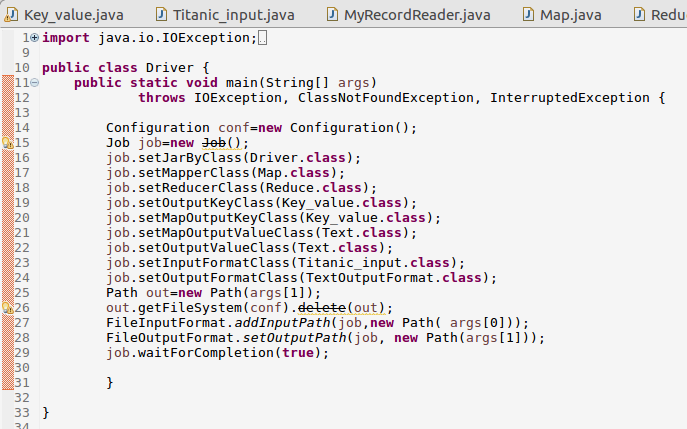 Key_value.java Titanic_input.java MyRecordReader.java Map.java Redu
1 import java.io.IOException;
9
10 public class Driver {
11 public static void main(String[] args)
12 throws IOException, ClassNotFoundException, InterruptedException {
13
14 Configuration conf=new Configuration();
15 Job job=new Job();
16 job.setJarByClass(Driver.class);
17 job.setMapperClass(Map.class);
18 job.setReducerClass(Reduce.class);
19 job.setOutputKeyClass(Key_value.class);
20 job.setMapOutputKeyClass(Key_value.class);
21 job.setMapOutputValueClass(Text.class);
22 job.setOutputValueClass(Text.class);
23 job.setInputFormatClass(Titanic_input.class);
24 job.setOutputFormatClass(TextOutputFormat.class);
25 Path out=new Path(args[1]);
26 out.getFileSystem(conf).delete(out);
27 FileInputFormat.addInputPath(job,new Path( args[0]));
28 FileOutputFormat.setOutputPath(job, new Path(args[1]));
29 job.waitForCompletion(true);
30
31 }
32
33 }
34